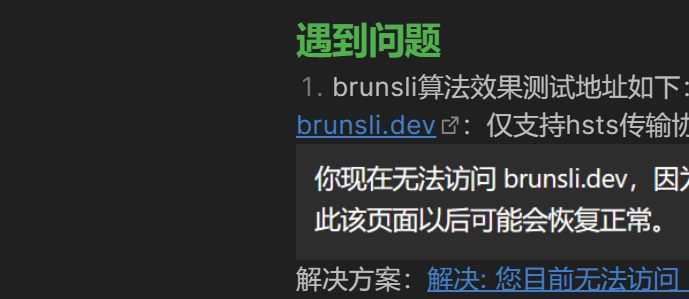 遇到问题
1. brunsli算法效果测试地址如下：
brunsli.dev：仅支持hsts传输协
你现在无法访问 brunsli.dev，因为
此该页面以后可能会恢复正常。
解决方案：解决: 您目前无法访问